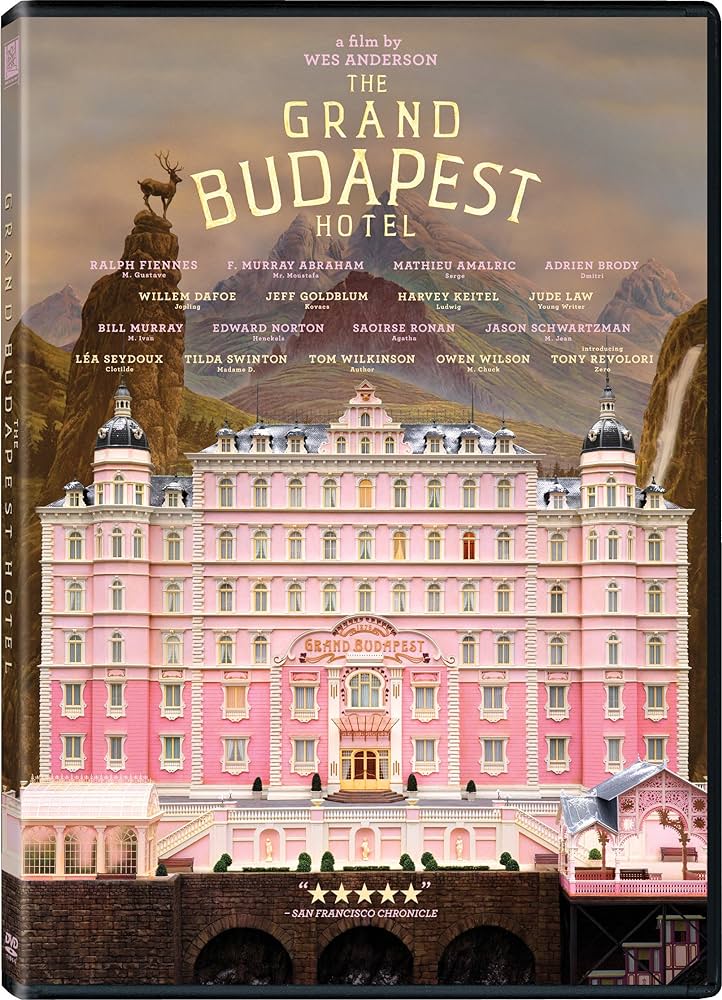 a film by
WES ANDERSON
THE
GRAND
BUDAPEST
HOTEL
RALPH FIENNES F. MURRAY ABRAHAM MATHIEU AMALRIC ADRIEN BRODY
M. Gustave Mr. Moustafa Serge Dmitri
WILLEM DAFOE JEFF GOLDBLUM HARVEY KEITEL JUDE LAW
Jopling Kovacs Ludwig Young Writer
BILL MURRAY EDWARD NORTON SAOIRSE RONAN JASON SCHWARTZMAN
M. Ivan Henckels Agatha M. Jean
introducing
LÉA SEYDOUX TILDA SWINTON TOM WILKINSON OWEN WILSON TONY REVOLORI
Clotilde Madame D. Author M. Chuck Zero
GRAND BUDAPEST
“★★★★★”
– SAN FRANCISCO CHRONICLE
THE GRAND BUDAPEST HOTEL
DVD